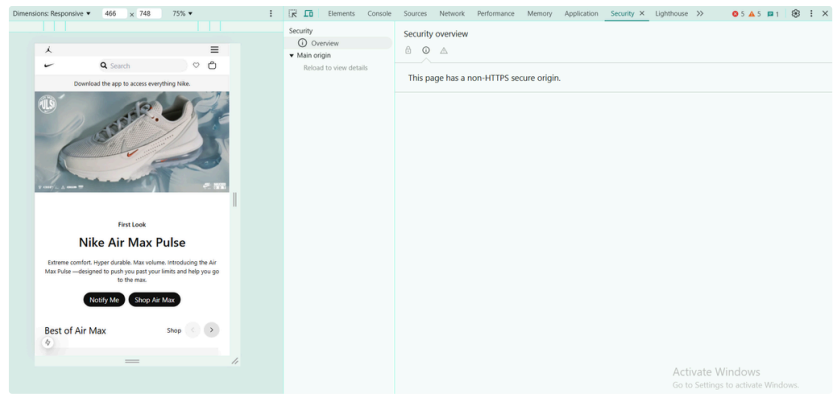 Dimensions: Responsive ▼ 466 x 748 75% ▼
Elements Console Sources Network Performance Memory Application Security × Lighthouse 5 5 1
Search
Download the app to access everything Nike.
First Look
Nike Air Max Pulse
Extreme comfort. Hyper durable. Max volume. Introducing the Air
Max Pulse —designed to push you past your limits and help you go
to the max.
Notify Me Shop Air Max
Best of Air Max Shop
Security
Overview
Main origin
Reload to view details
Security overview
This page has a non-HTTPS secure origin.
Activate Windows
Go to Settings to activate Windows.